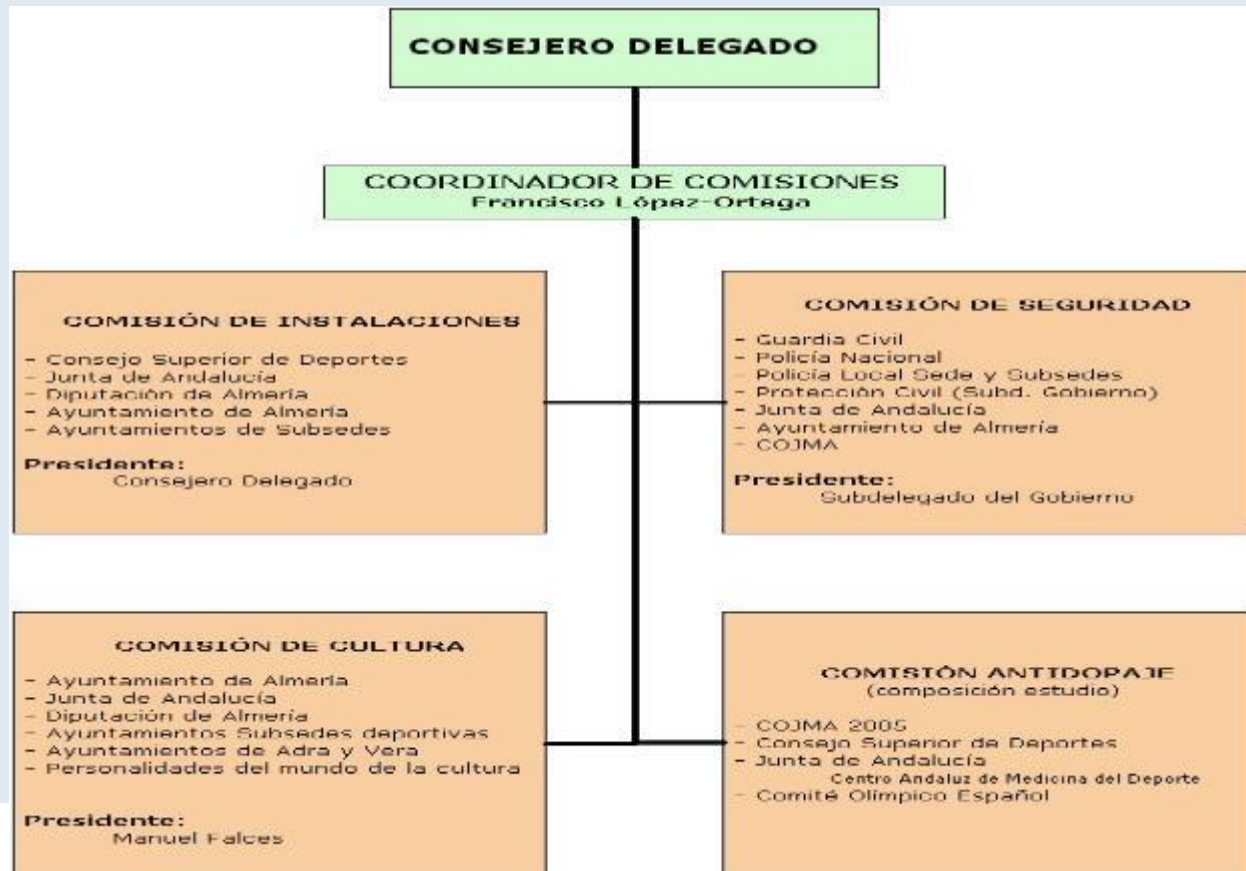 CONSEJERO DELEGADO
COORDINADOR DE COMISIONES
Francisco López-Ortega
COMISIÓN DE INSTALACIONES
- Consejo Superior de Deportes
- Junta de Andalucía
- Diputación de Almería
- Ayuntamiento de Almería
- Ayuntamientos de Subsedes
Presidente:
Consejero Delegado
COMISIÓN DE SEGURIDAD
- Guardia Civil
- Policía Nacional
- Policía Local Sede y Subsedes
- Protección Civil (Subd. Gobierno)
- Junta de Andalucía
- Ayuntamiento de Almería
- COJMA
Presidente:
Subdelegado del Gobierno
COMISIÓN DE CULTURA
- Ayuntamiento de Almería
- Junta de Andalucía
- Diputación de Almería
- Ayuntamientos Subsedes deportivas
- Ayuntamientos de Adra y Vera
- Personalidades del mundo de la cultura
Presidente:
Manuel Falces
COMISIÓN ANTIDOPAJE
(composición estudio)
- COJMA 2005
- Consejo Superior de Deportes
- Junta de Andalucía
Centro Andaluz de Medicina del Deporte
- Comité Olímpico Español